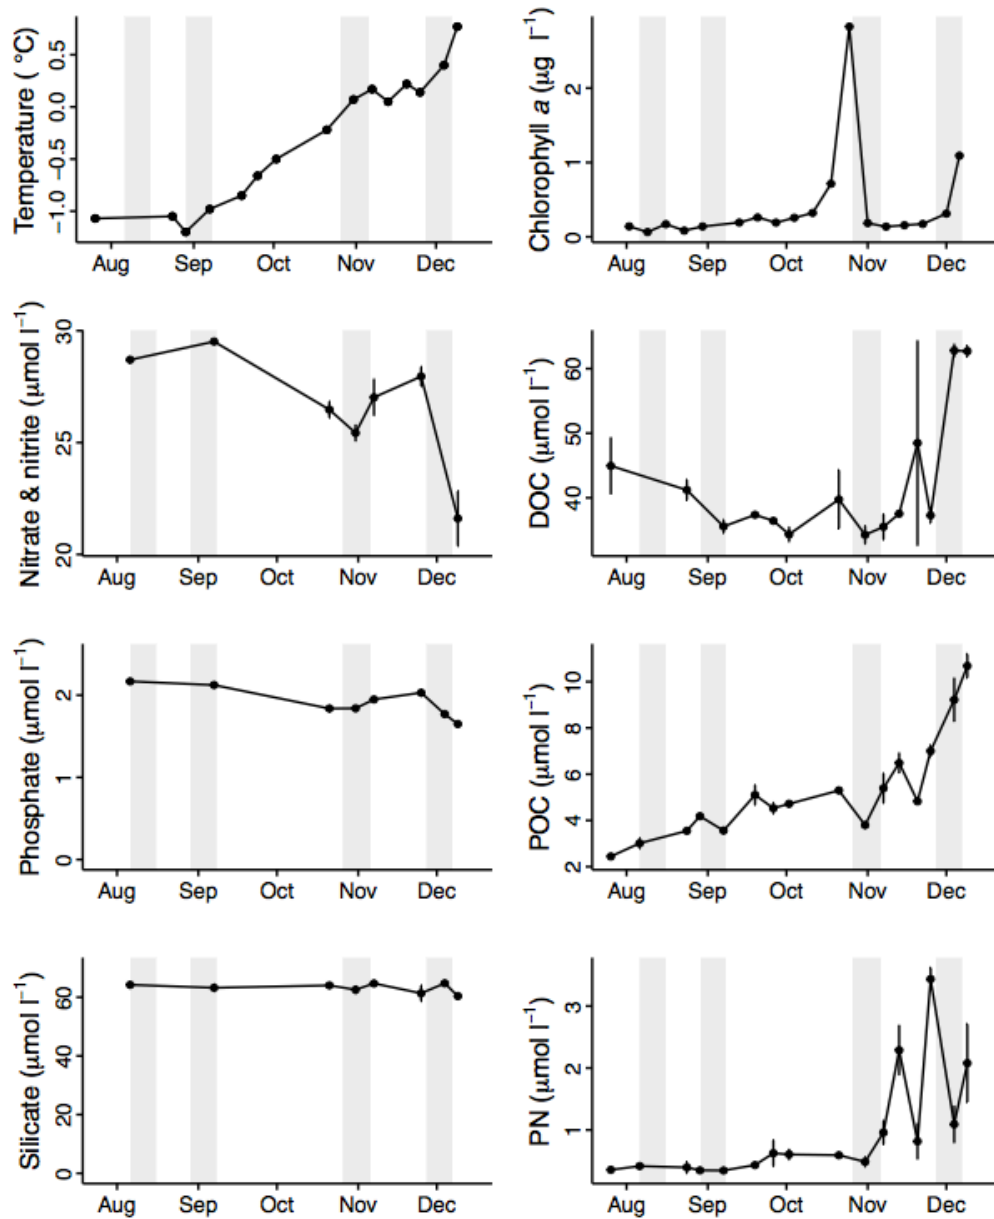 Temperature ( °C)
0.5
0.0
−0.5
−1.0
Aug Sep Oct Nov Dec
Chlorophyll a (μg l⁻¹)
2
1
0
Aug Sep Oct Nov Dec
Nitrate & nitrite (μmol l⁻¹)
30
25
20
Aug Sep Oct Nov Dec
DOC (μmol l⁻¹)
60
50
40
Aug Sep Oct Nov Dec
Phosphate (μmol l⁻¹)
2
1
0
Aug Sep Oct Nov Dec
POC (μmol l⁻¹)
10
8
6
4
2
Aug Sep Oct Nov Dec
Silicate (μmol l⁻¹)
60
40
20
0
Aug Sep Oct Nov Dec
PN (μmol l⁻¹)
3
2
1
Aug Sep Oct Nov Dec